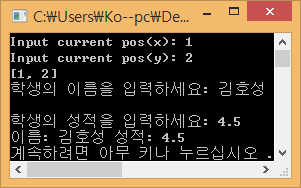 C:₩Users₩Ko--pc₩De...
Input current pos(x): 1
Input current pos(y): 2
[1, 2]
학생의 이름을 입력하세요: 김호성
학생의 성적을 입력하세요: 4.5
이름: 김호성 성적: 4.5
계속하려면 아무 키나 누르십시오 .